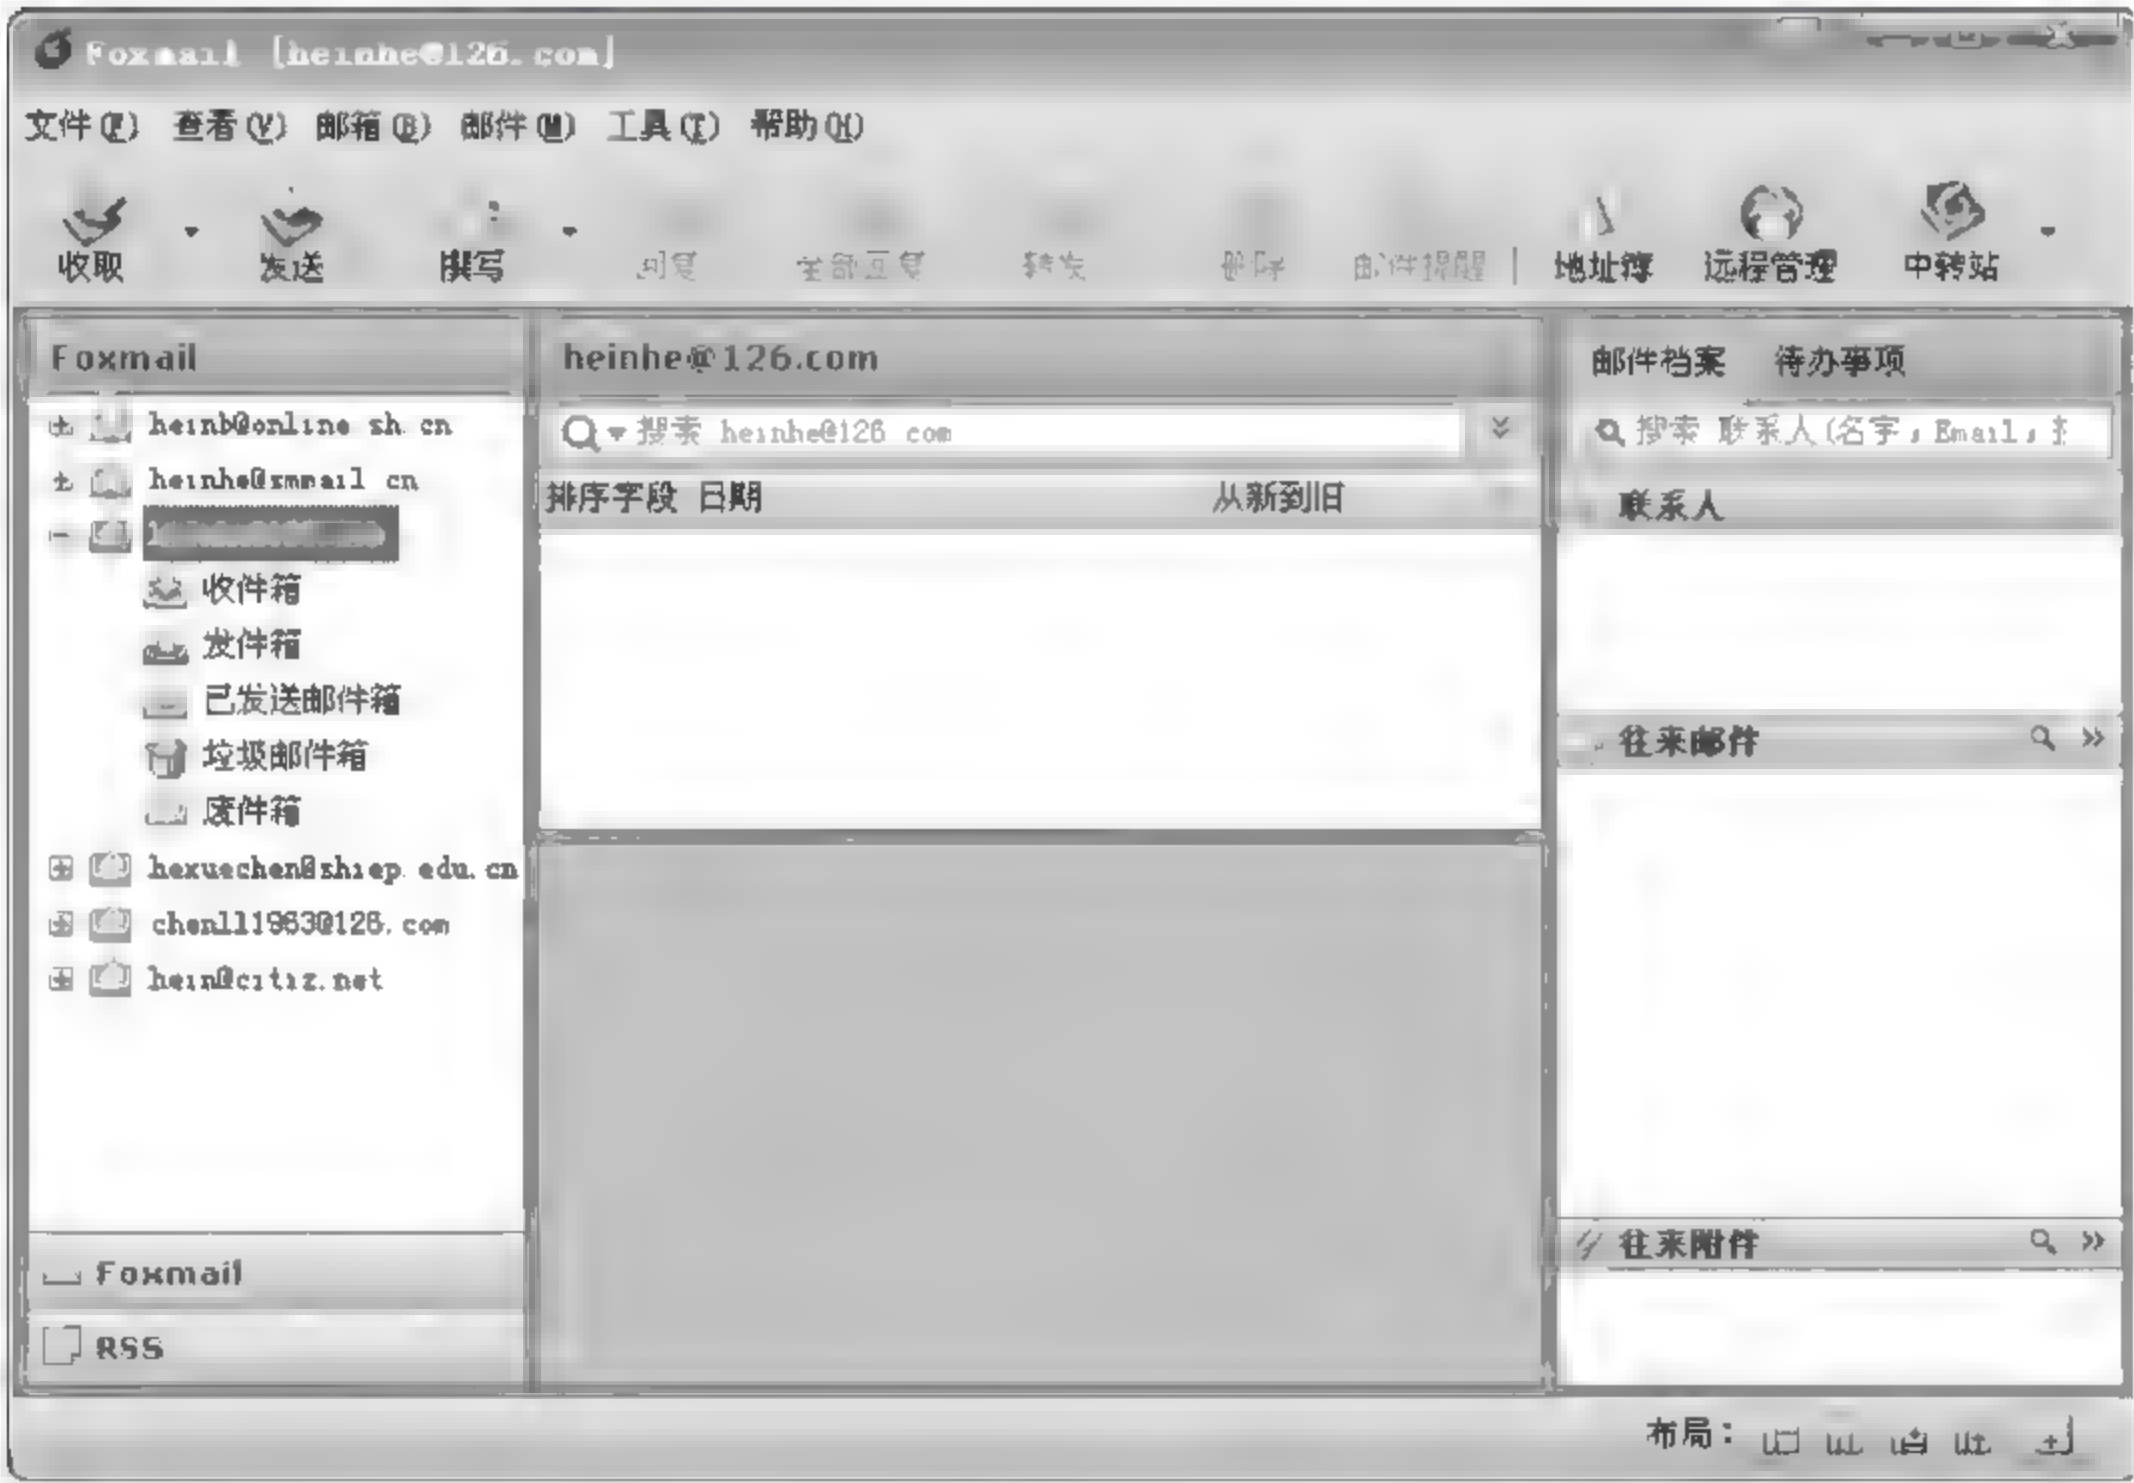 Foxmail [heinhe@126.com]
文件(F) 查看(V) 邮箱(B) 邮件(M) 工具(T) 帮助(H)
收取 发送 撰写 回复 全部回复 转发 删除 邮件提醒 地址簿 远程管理 中转站
Foxmail
heinb@online.sh.cn
收件箱
发件箱
已发送邮件箱
垃圾邮件箱
废件箱
hexuechen@shiep.edu.cn
chenll1963@126.com
hein@citiz.net
Foxmail
RSS
heinhe@126.com
搜索 heinhe@126.com
排序字段 日期 从新到旧
邮件档案 待办事项
搜索 联系人(名字, Email,
联系人
往来邮件
往来附件
布局: